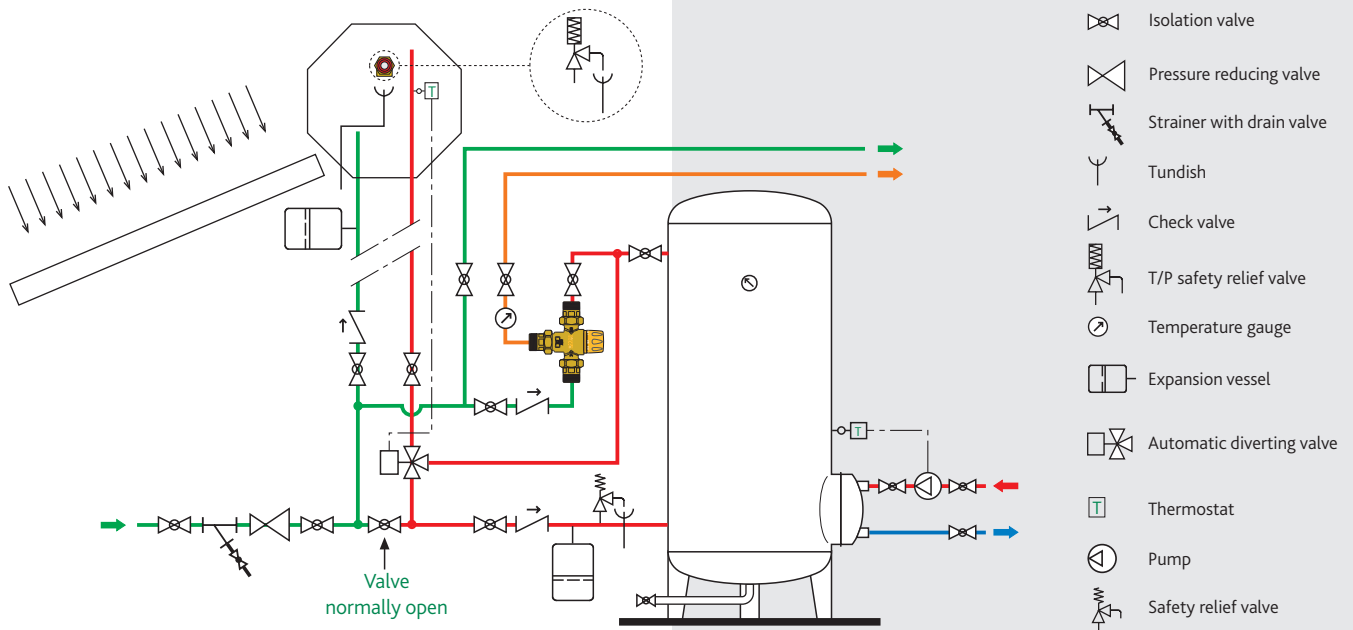 T
Valve
normally open
T
Isolation valve
Pressure reducing valve
Strainer with drain valve
Tundish
Check valve
T/P safety relief valve
Temperature gauge
Expansion vessel
Automatic diverting valve
T
Thermostat
Pump
Safety relief valve